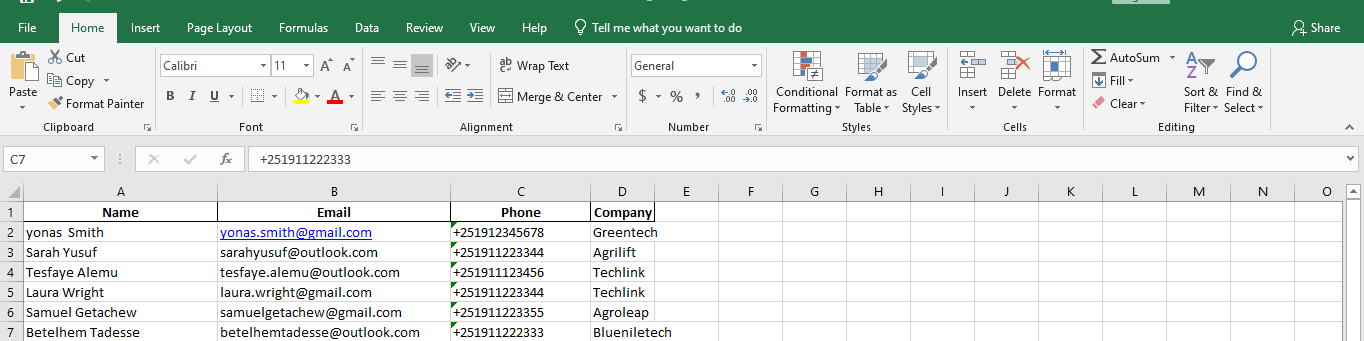 File Home Insert Page Layout Formulas Data Review View Help Tell me what you want to do Share
Cut
Copy
Format Painter
Paste
Clipboard
Calibri 11 A A
B I U A
Font
ab Wrap Text
Merge & Center
Alignment
General
$ % , .00 .0
Number
Conditional Formatting
Format as Table
Cell Styles
Styles
Insert Delete Format
Cells
AutoSum
Fill
Clear
Sort & Filter
Find & Select
Editing
C7 fx +251911222333
A B C D E F G H I J K L M N O
1 Name Email Phone Company
2 yonas  Smith yonas.smith@gmail.com +251912345678 Greentech
3 Sarah Yusuf sarahyusuf@outlook.com +251911223344 Agrilift
4 Tesfaye Alemu tesfaye.alemu@outlook.com +251911123456 Techlink
5 Laura Wright laura.wright@gmail.com +251911223344 Techlink
6 Samuel Getachew samuelgetachew@gmail.com +251911223355 Agroleap
7 Betelhem Tadesse betelhemtadesse@outlook.com +251911222333 Blueniletech